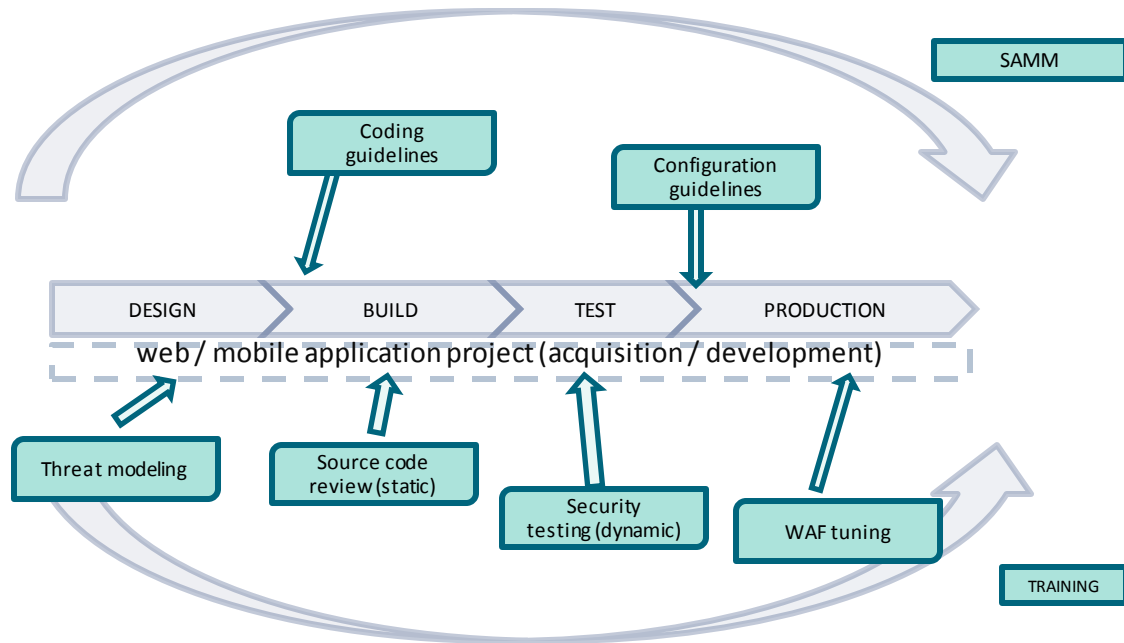 SAMM
Coding
guidelines
Configuration
guidelines
DESIGN
BUILD
TEST
PRODUCTION
web / mobile application project (acquisition / development)
Threat modeling
Source code
review (static)
Security
testing (dynamic)
WAF tuning
TRAINING